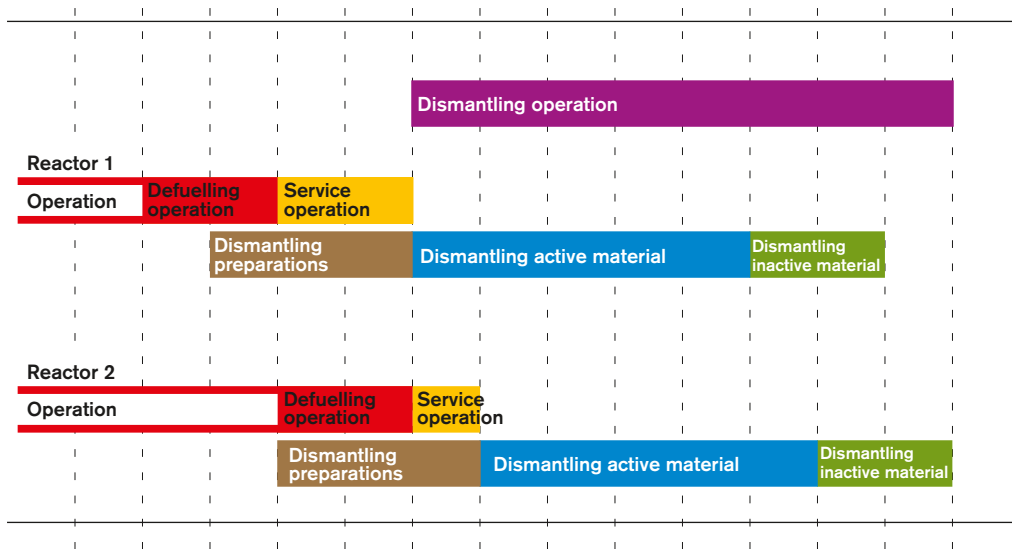 Dismantling operation
Reactor 1
Operation
Defuelling
operation
Service
operation
Dismantling
preparations
Dismantling active material
Dismantling
inactive material
Reactor 2
Operation
Defuelling
operation
Service
operation
Dismantling
preparations
Dismantling active material
Dismantling
inactive material